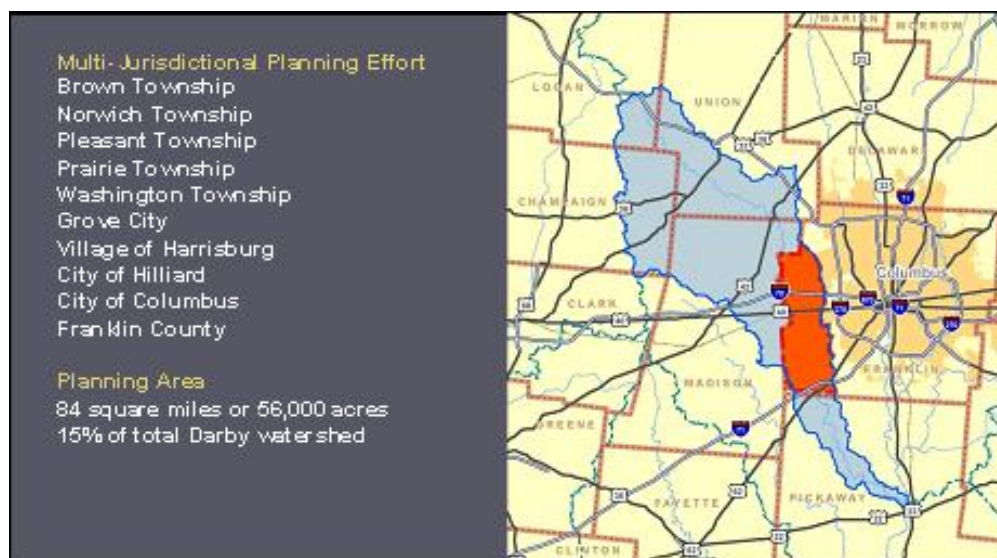 Multi-Jurisdictional Planning Effort
Brown Township
Norwich Township
Pleasant Township
Prairie Township
Washington Township
Grove City
Village of Harrisburg
City of Hilliard
City of Columbus
Franklin County
Planning Area
84 square miles or 56,000 acres
15% of total Darby watershed
MARION
MORROW
LOGAN
UNION
DELAWARE
CHAMPAIGN
Columbus
CLARK
FRANKLIN
MADISON
GREENE
PICKAWAY
FAYETTE
CLINTON